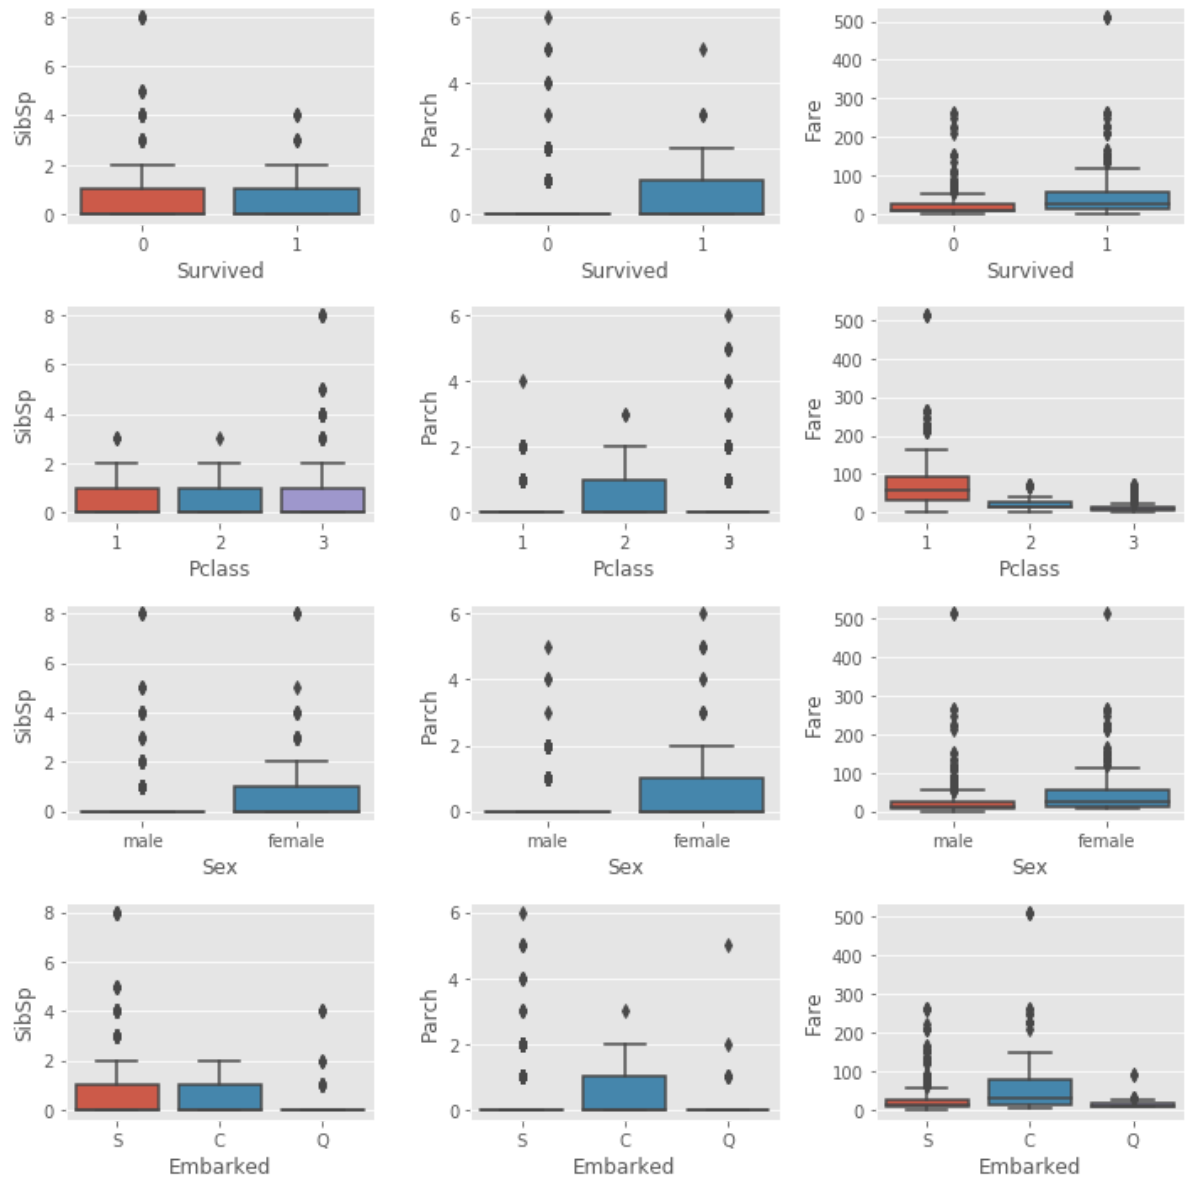 SibSp
8
6
4
2
0
0 1
Survived
Parch
6
4
2
0
0 1
Survived
Fare
500
400
300
200
100
0
0 1
Survived
SibSp
8
6
4
2
0
1 2 3
Pclass
Parch
6
4
2
0
1 2 3
Pclass
Fare
500
400
300
200
100
0
1 2 3
Pclass
SibSp
8
6
4
2
0
male female
Sex
Parch
6
4
2
0
male female
Sex
Fare
500
400
300
200
100
0
male female
Sex
SibSp
8
6
4
2
0
S C Q
Embarked
Parch
6
4
2
0
S C Q
Embarked
Fare
500
400
300
200
100
0
S C Q
Embarked